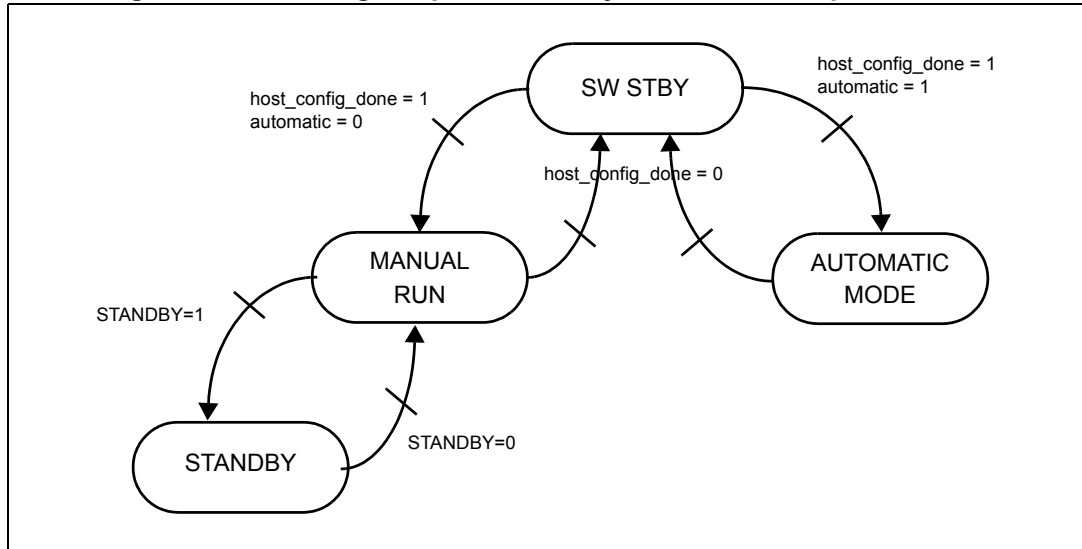 SW STBY
host_config_done = 1
automatic = 0
host_config_done = 1
automatic = 1
host_config_done = 0
MANUAL
RUN
AUTOMATIC
MODE
STANDBY=1
STANDBY=0
STANDBY